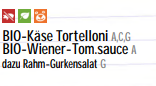 BIO-Käse Tortelloni A,C,G
BIO-Wiener-Tom.sauce A
dazu Rahm-Gurkensalat G